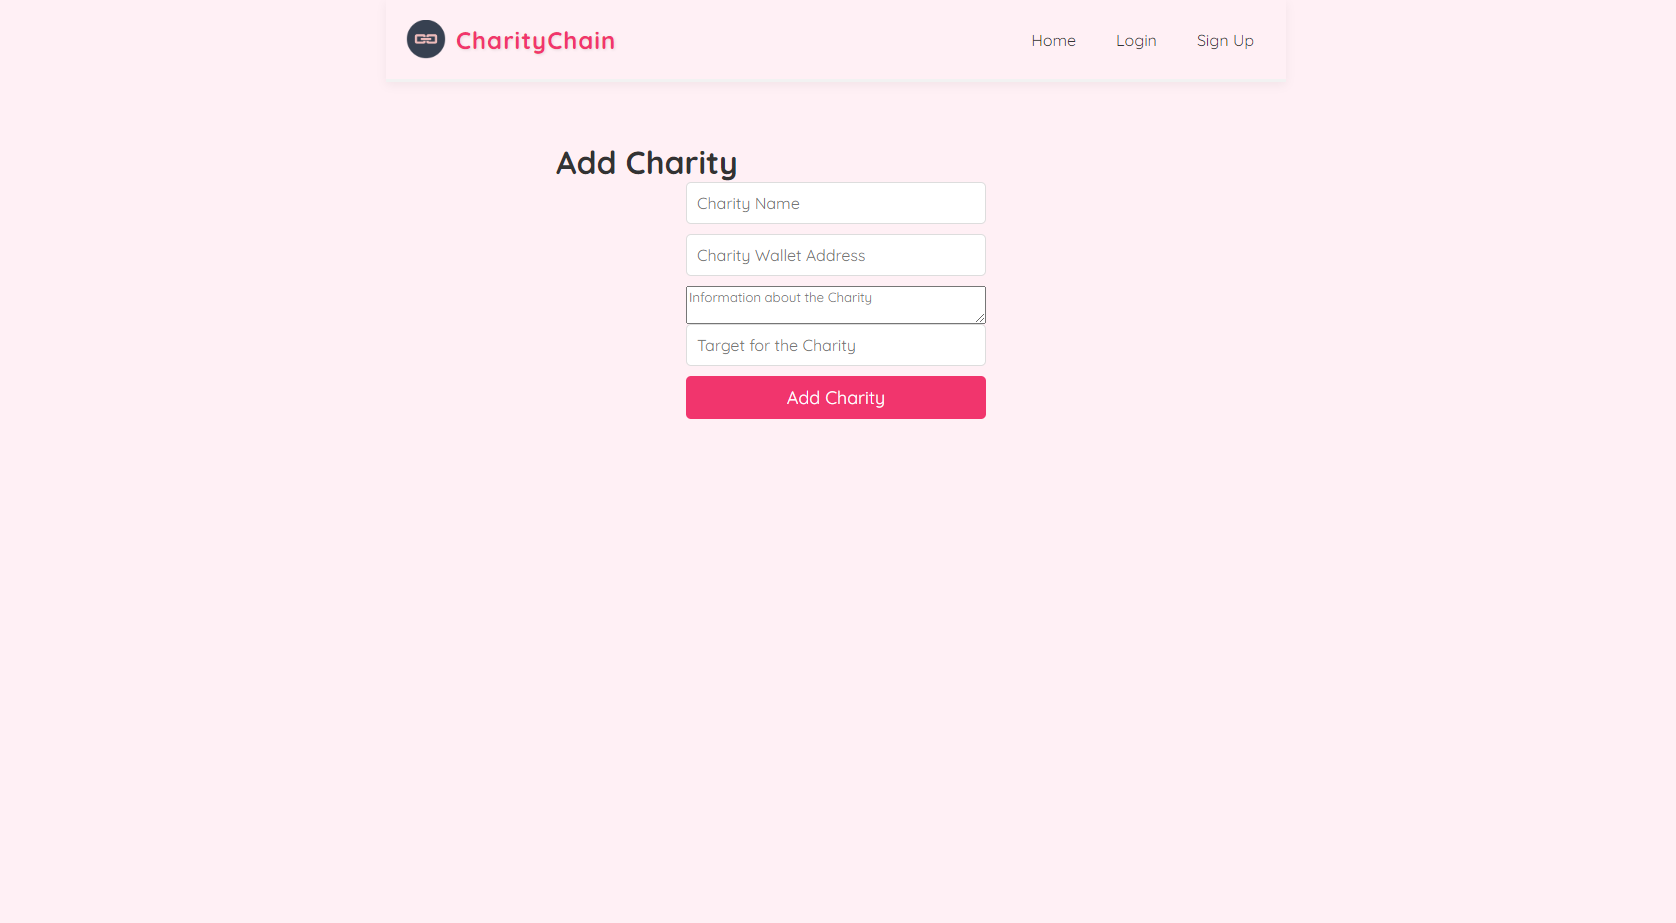 CharityChain
Home Login Sign Up
Add Charity
Charity Name
Charity Wallet Address
Information about the Charity
Target for the Charity
Add Charity